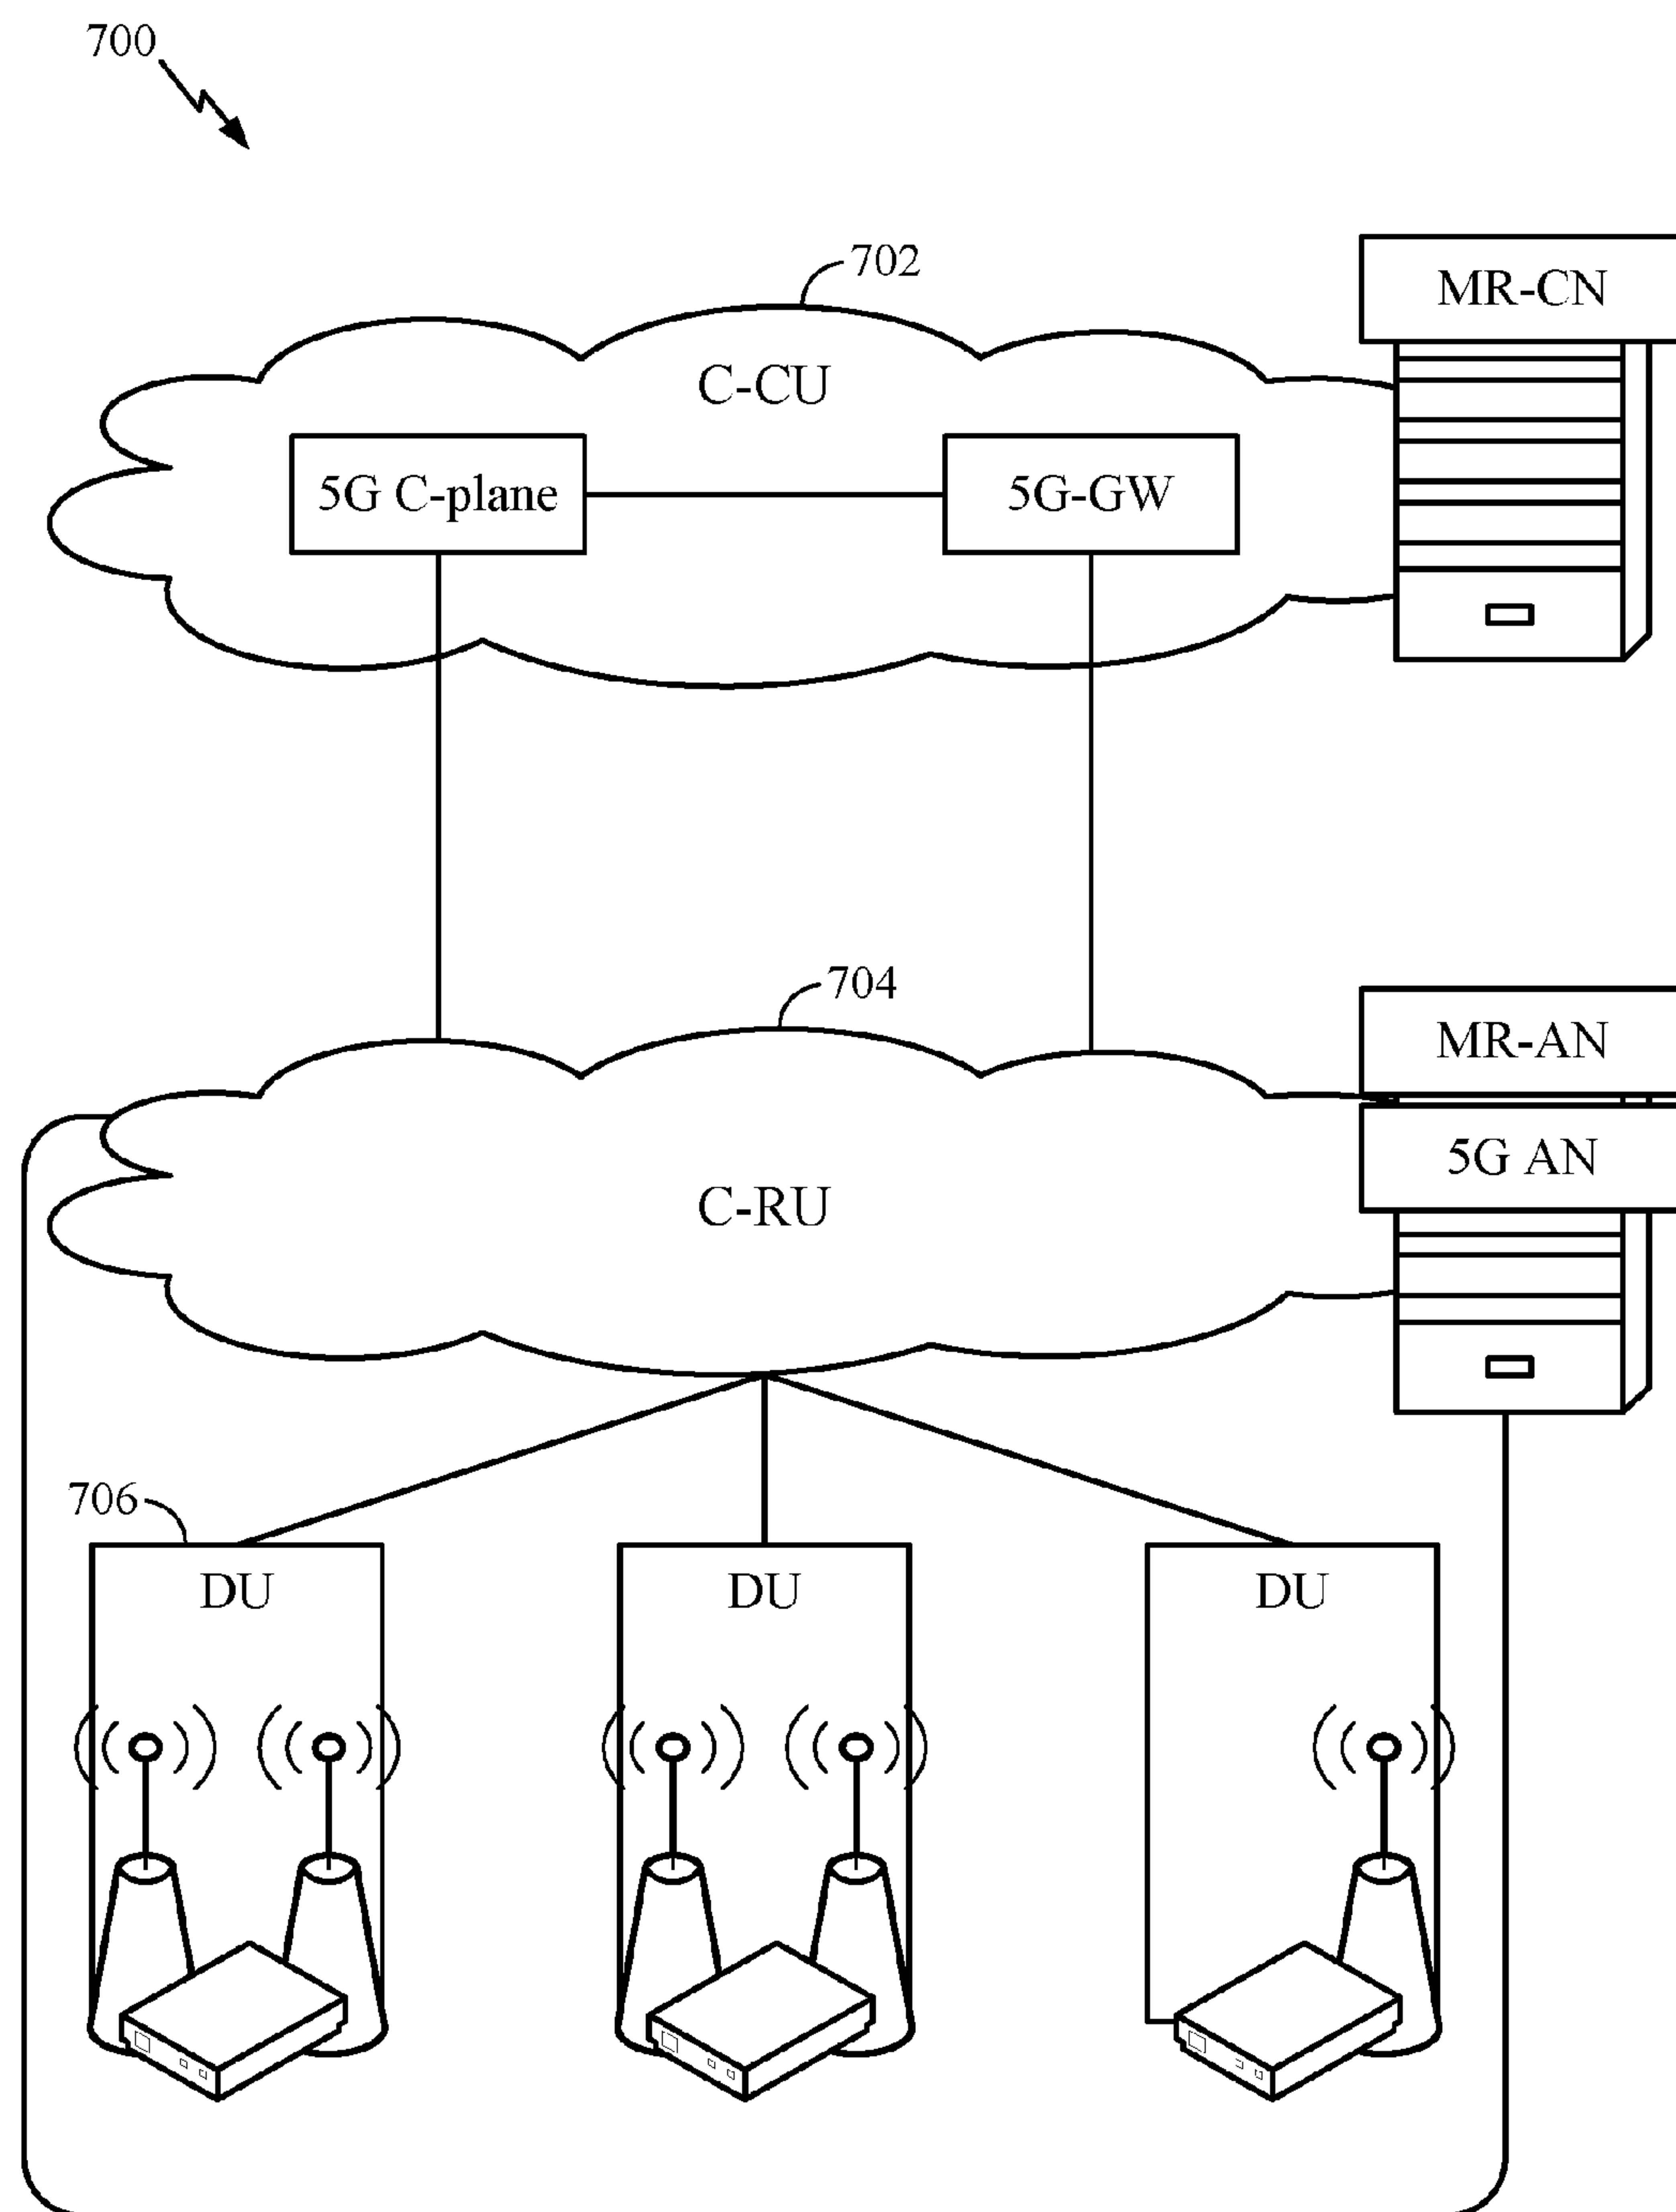 700
702
MR-CN
C-CU
5G C-plane
5G-GW
704
MR-AN
5G AN
C-RU
706
DU
DU
DU